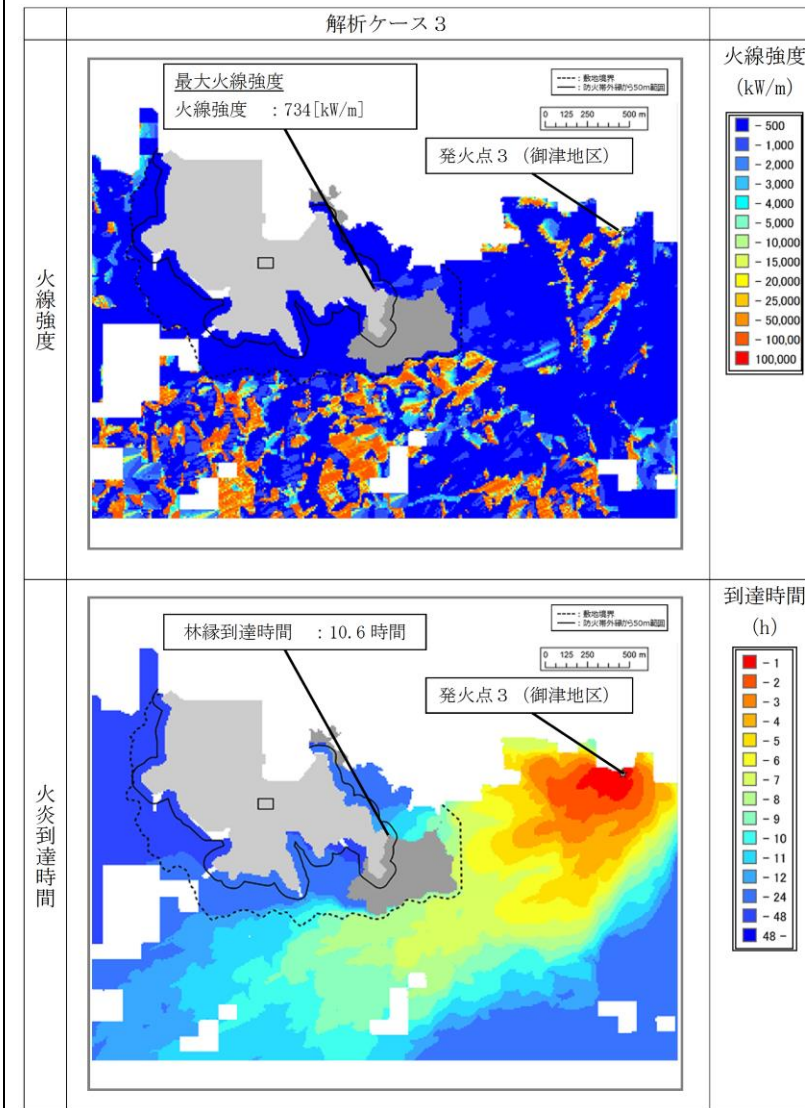 解析ケース3
火線強度
最大火線強度
火線強度 :734[kW/m]
-----:敷地境界
――:防火帯外縁から50m範囲
0 125 250 500 m
発火点3(御津地区)
火線強度
(kW/m)
- 500
- 1,000
- 2,000
- 3,000
- 4,000
- 5,000
- 10,000
- 15,000
- 20,000
- 25,000
- 50,000
- 100,00
100,000
火炎到達時間
林縁到達時間 :10.6時間
-----:敷地境界
――:防火帯外縁から50m範囲
0 125 250 500 m
発火点3(御津地区)
到達時間
(h)
- 1
- 2
- 3
- 4
- 5
- 6
- 7
- 8
- 9
- 10
- 11
- 12
- 24
- 48
48 -